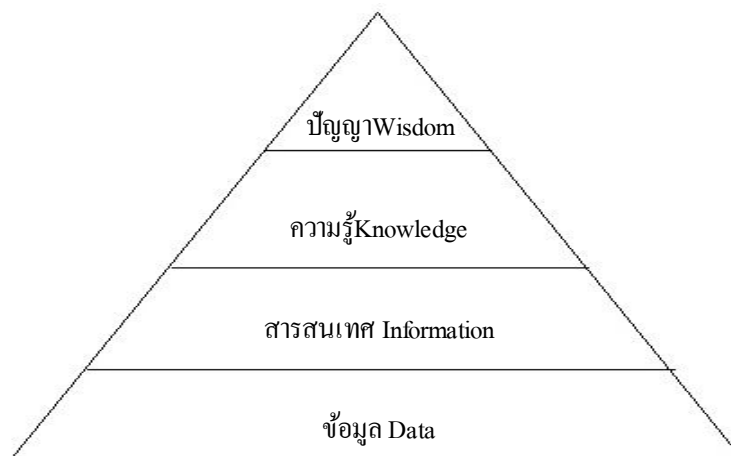 ปัญญาWisdom
ความรู้Knowledge
สารสนเทศ Information
ข้อมูล Data